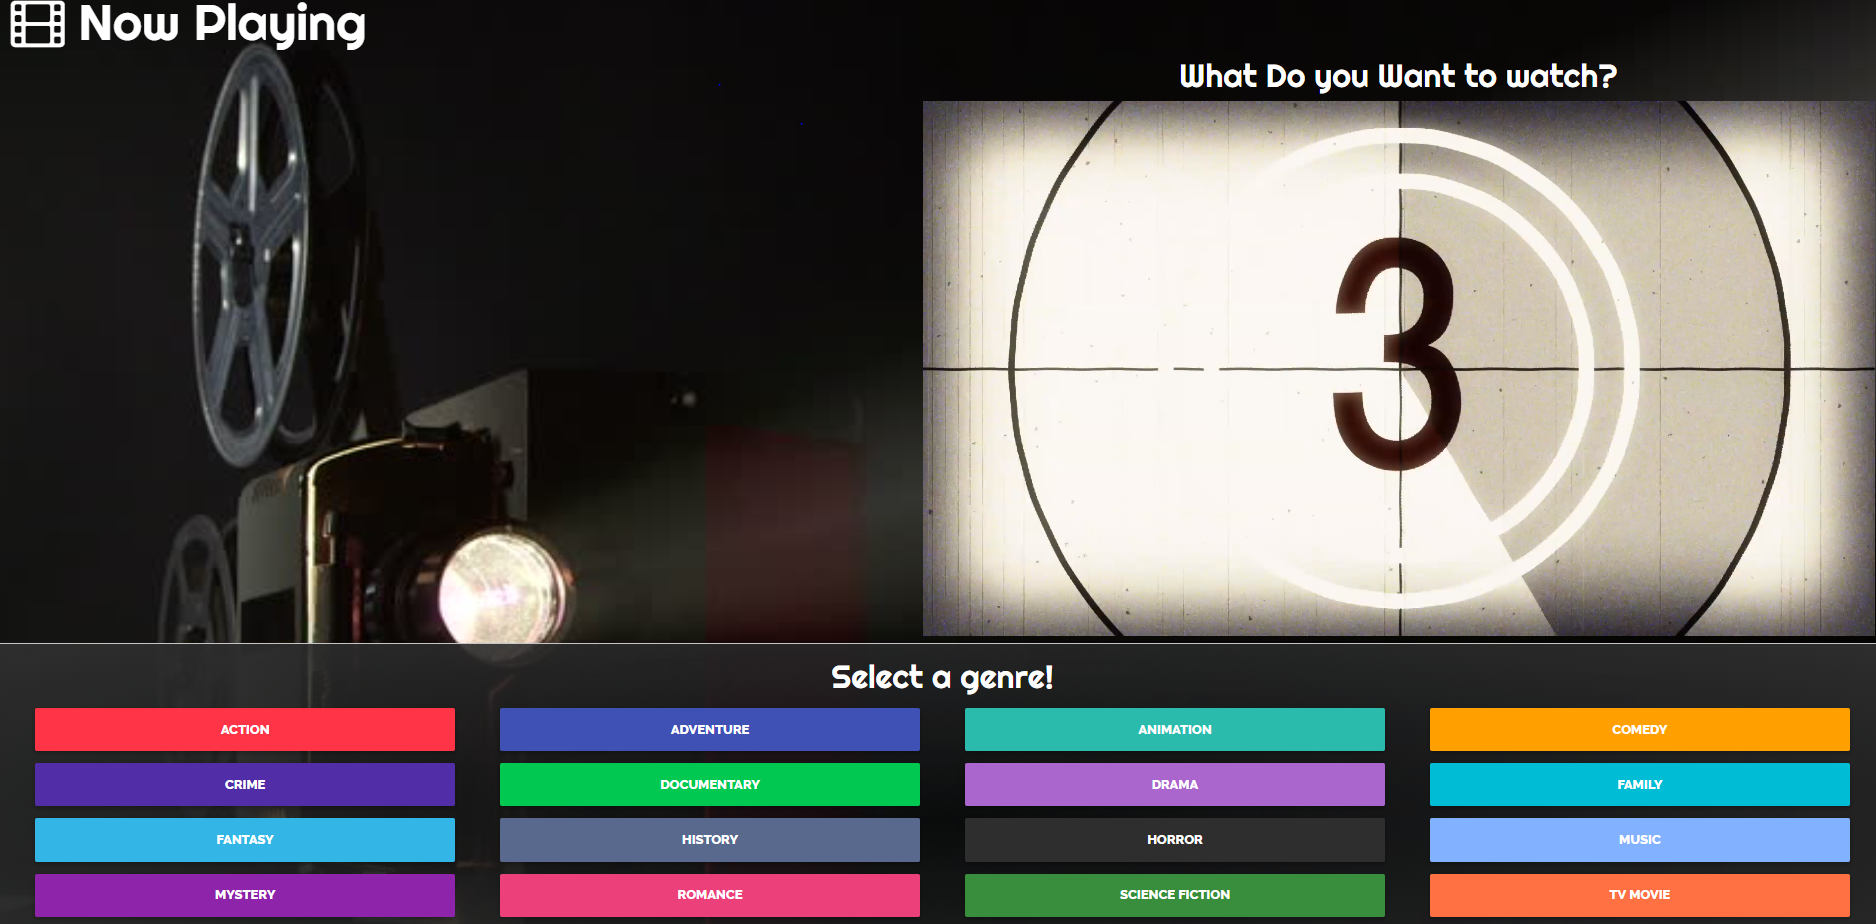 Now Playing
What Do you Want to watch?
3
Select a genre!
ACTION
ADVENTURE
ANIMATION
COMEDY
CRIME
DOCUMENTARY
DRAMA
FAMILY
FANTASY
HISTORY
HORROR
MUSIC
MYSTERY
ROMANCE
SCIENCE FICTION
TV MOVIE